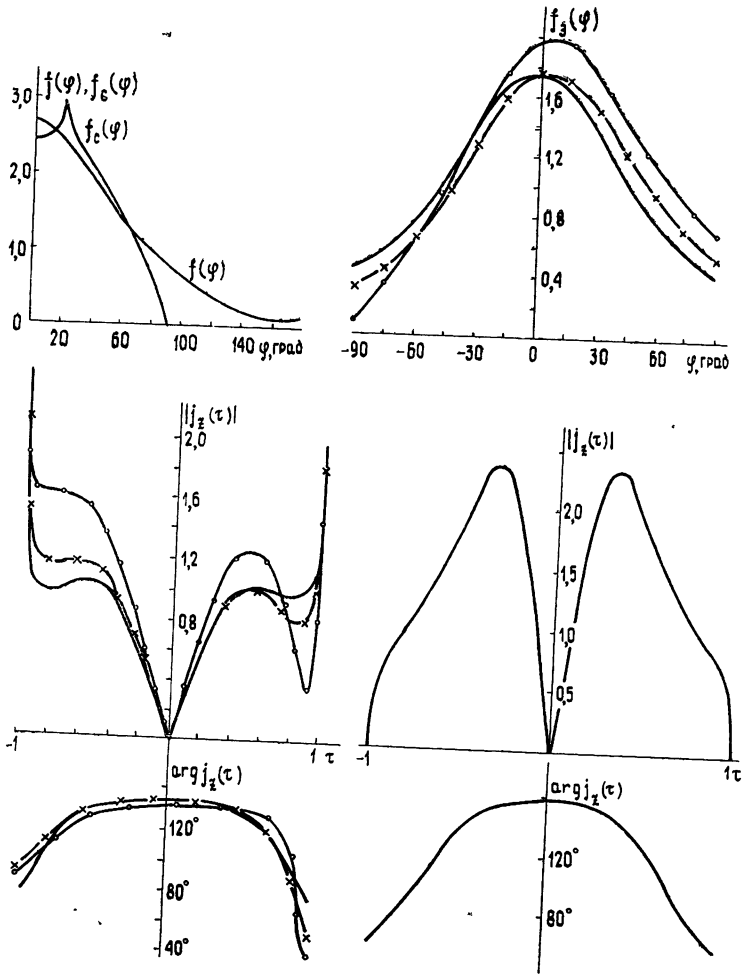 f(φ), f_G(φ)
3,0
f_c(φ)
2,0
1,0
f(φ)
0
20
60
100
140
φ,град
f_3(φ)
1,6
1,2
0,8
0,4
-90
-60
-30
0
30
60
φ,град
|j_z(τ)|
2,0
1,6
1,2
0,8
-1
1
τ
arg j_z(τ)
120°
80°
40°
|j_z(τ)|
2,0
1,5
1,0
0,5
-1
1
τ
arg j_z(τ)
120°
80°